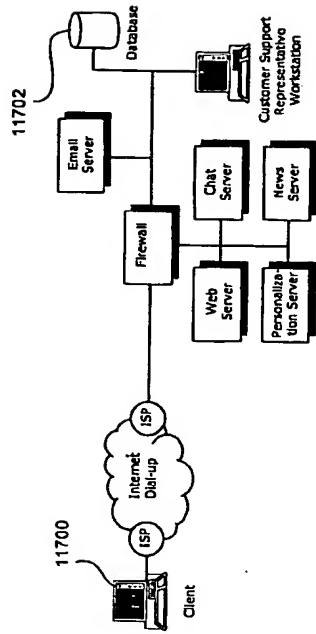 11702
Database
Email
Server
Customer Support
Representative
Workstation
Firewall
Chat
Server
News
Server
Web
Server
Personaliza-
tion Server
ISP
Internet
Dial-up
ISP
11700
Client